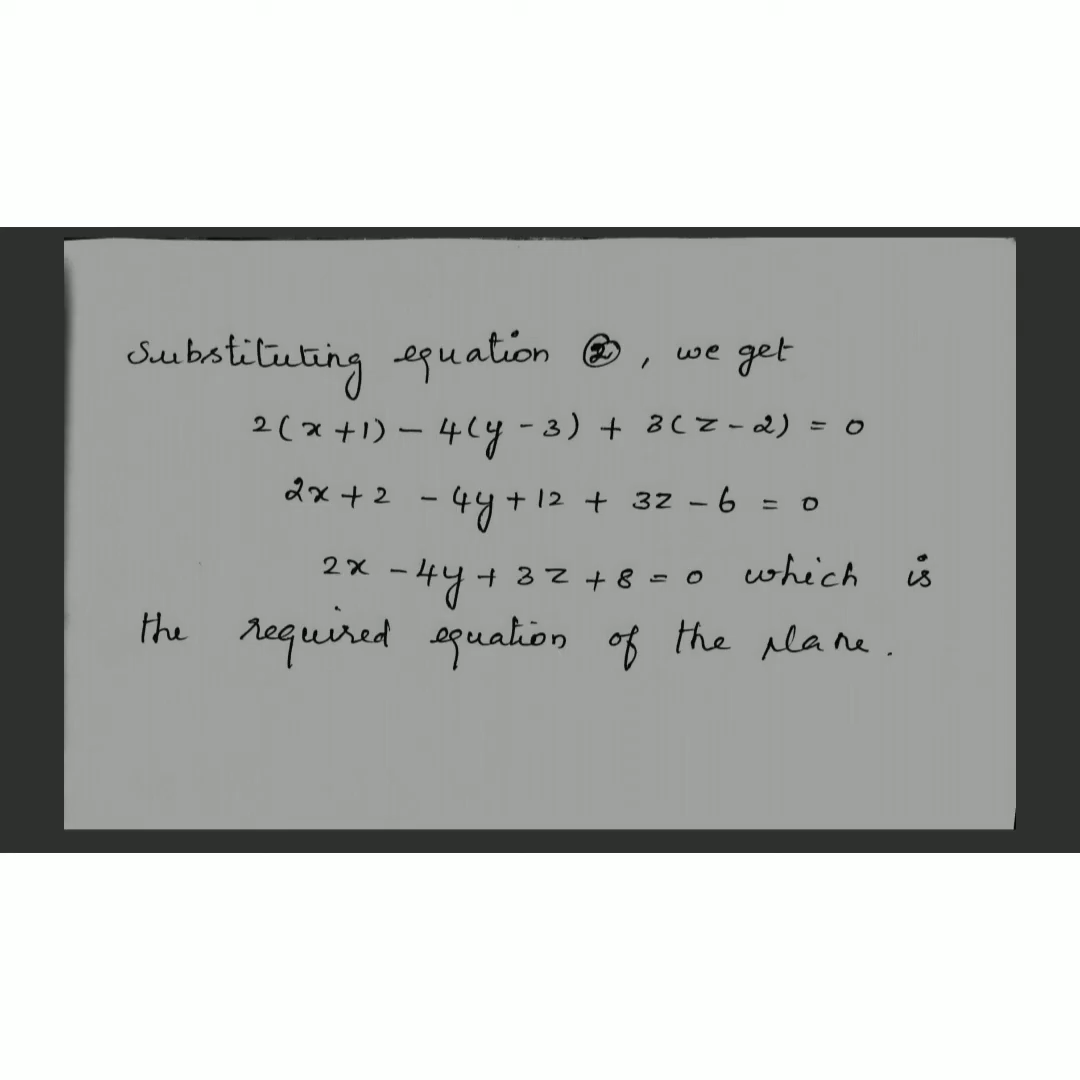 Substituting equation ②, we get
2(x+1) - 4(y-3) + 3(z-2) = 0
2x+2 - 4y+12 + 3z-6 = 0
2x -4y+3z+8=0 which is
the required equation of the plane.